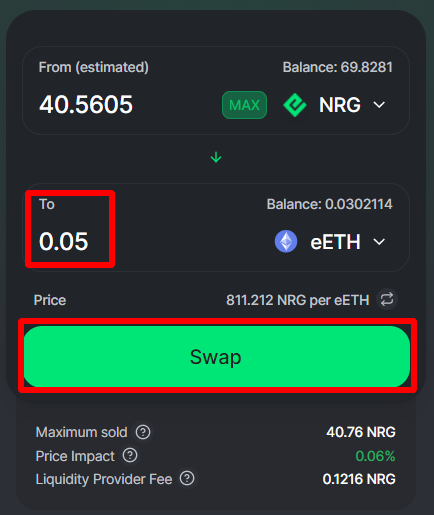 From (estimated) Balance: 69.8281
40.5605 MAX NRG
To Balance: 0.0302114
0.05 eETH
Price 811.212 NRG per eETH
Swap
Maximum sold ? 40.76 NRG
Price Impact ? 0.06%
Liquidity Provider Fee ? 0.1216 NRG